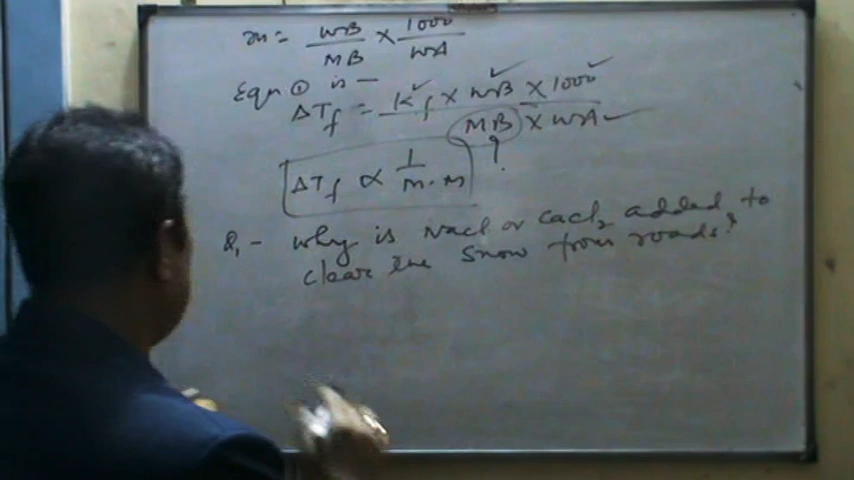 m = WB/MB × 1000/WA
Eqn ① is —
ΔTf = Kf × WB × 1000 / MB × WA
?
ΔTf ∝ 1/m.m
Q, - why is Nacl or cacl2 added to
clear the snow from roads?